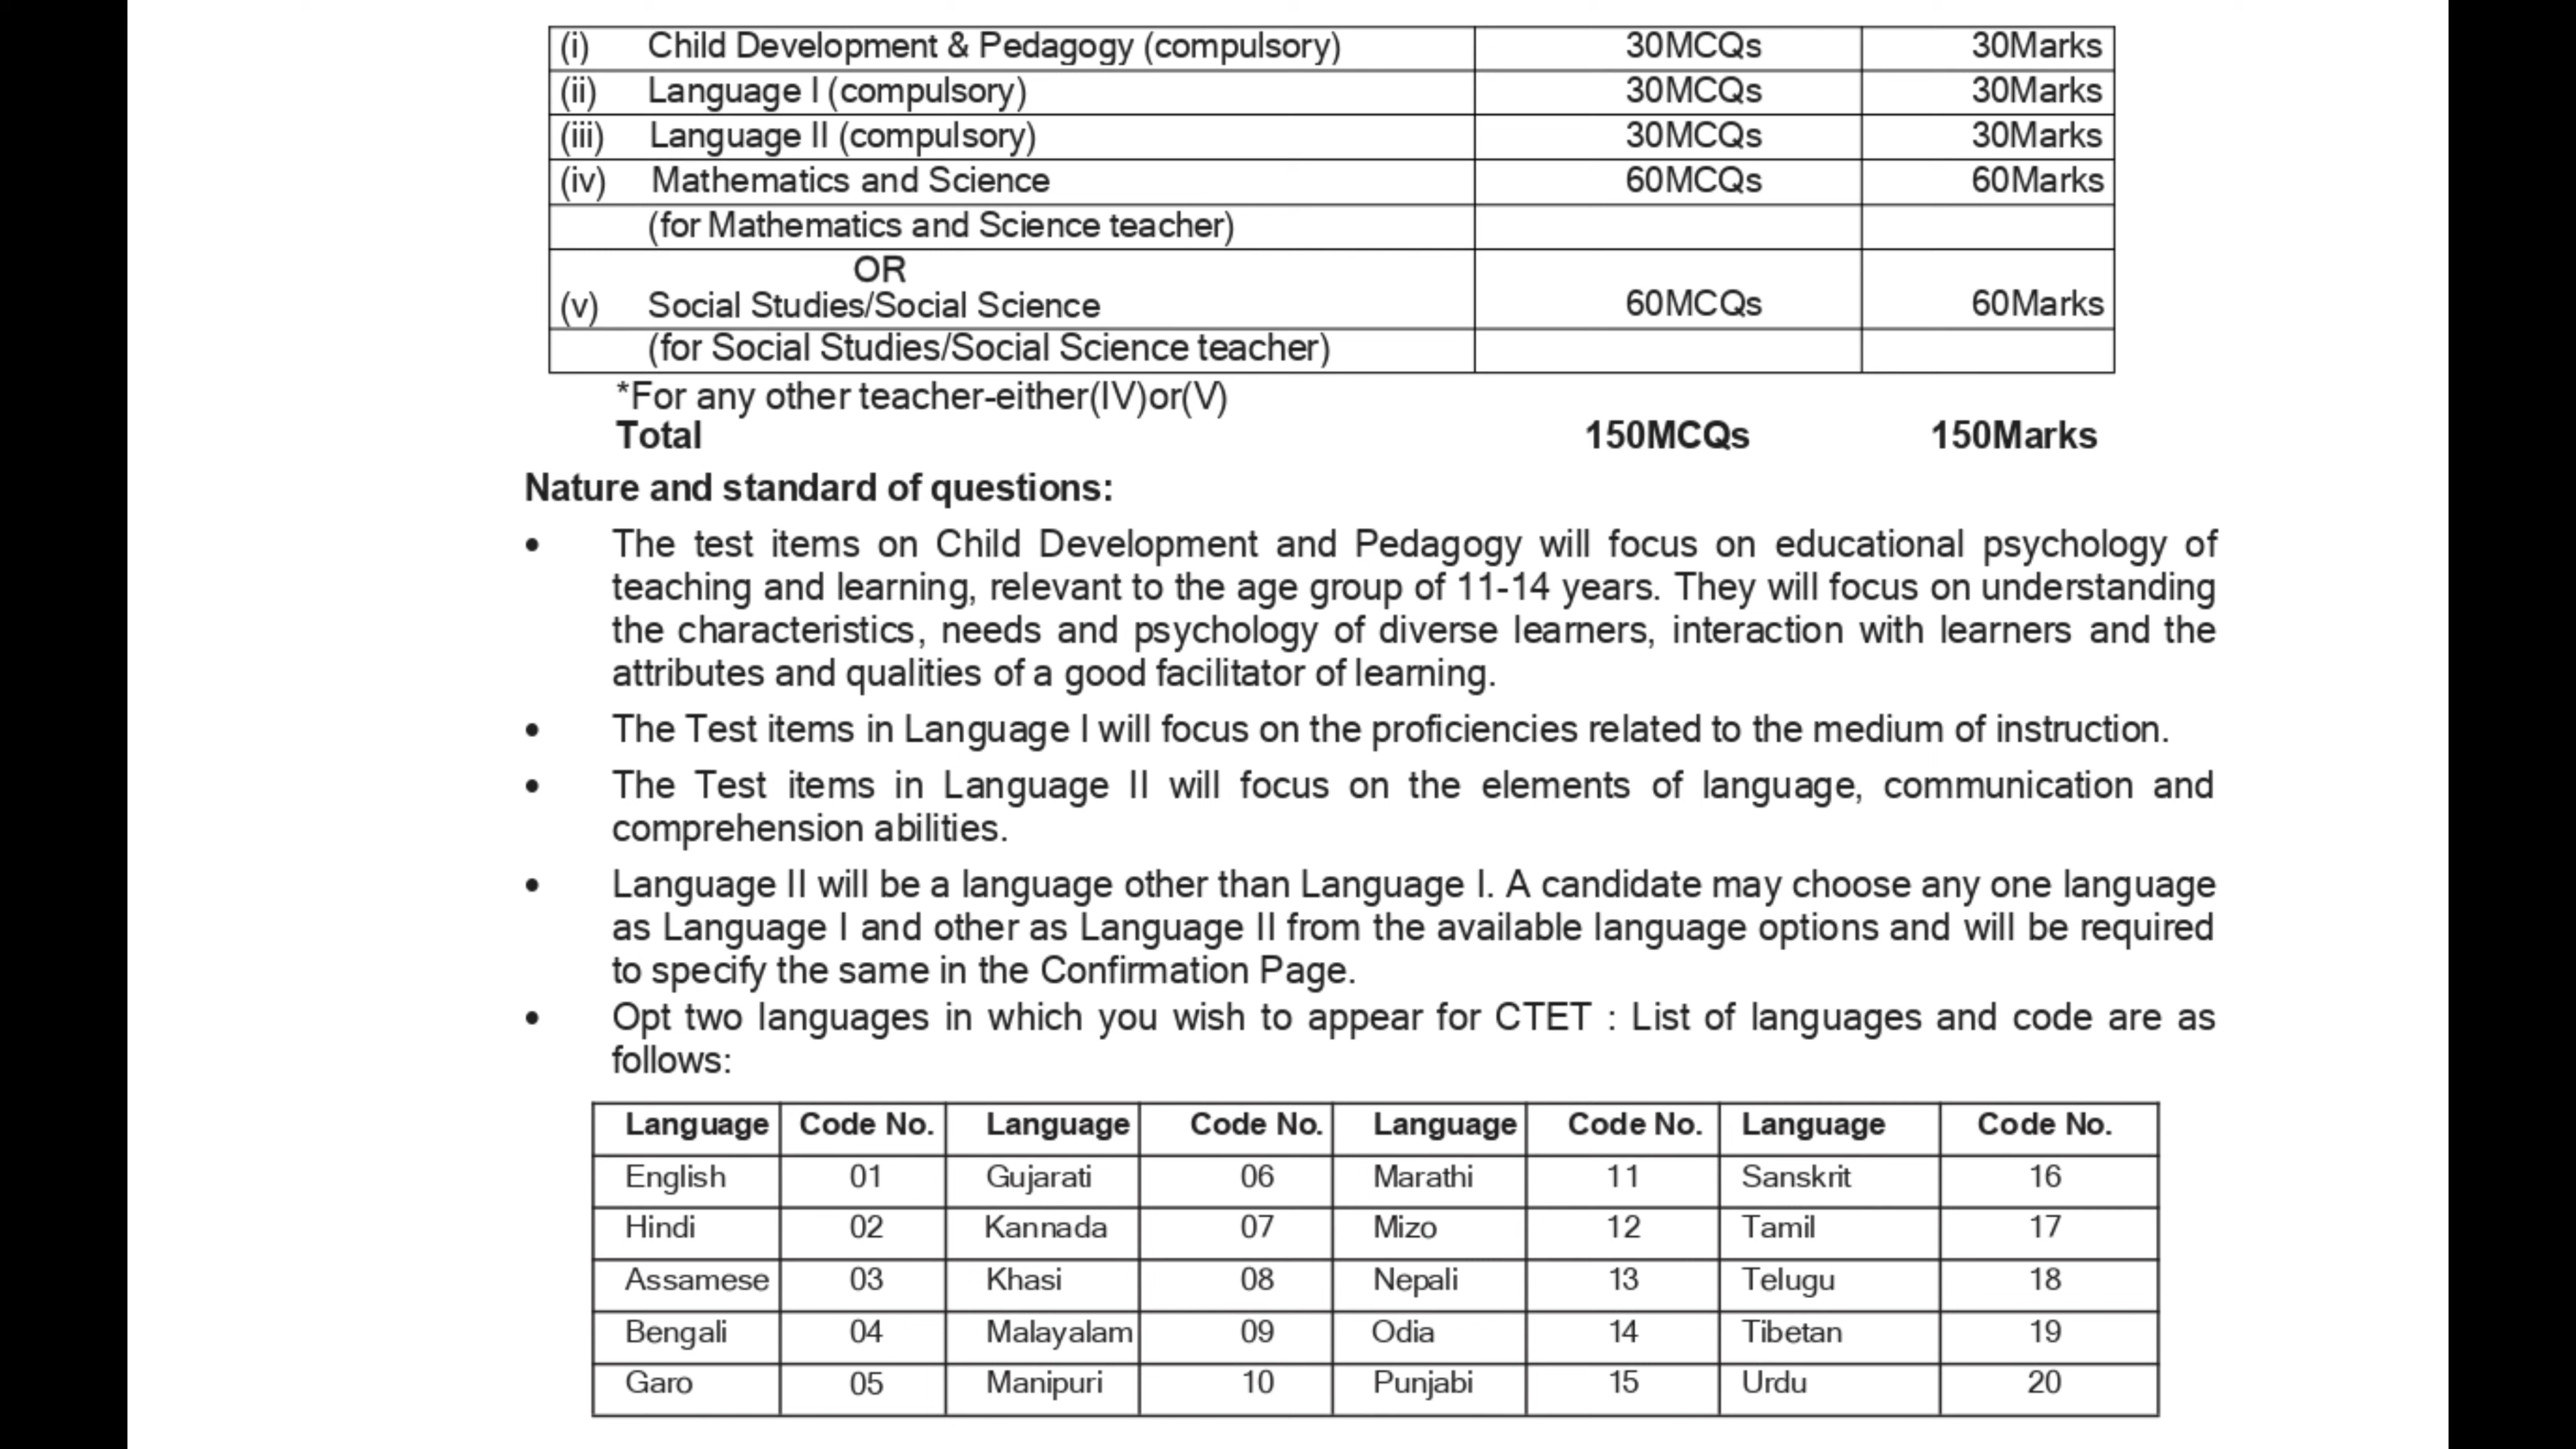 (i) Child Development & Pedagogy (compulsory) 30MCQs 30Marks
(ii) Language I (compulsory) 30MCQs 30Marks
(iii) Language II (compulsory) 30MCQs 30Marks
(iv) Mathematics and Science 60MCQs 60Marks
(for Mathematics and Science teacher)
OR
(v) Social Studies/Social Science 60MCQs 60Marks
(for Social Studies/Social Science teacher)
*For any other teacher-either(IV)or(V)
Total 150MCQs 150Marks
Nature and standard of questions:
• The test items on Child Development and Pedagogy will focus on educational psychology of
teaching and learning, relevant to the age group of 11-14 years. They will focus on understanding
the characteristics, needs and psychology of diverse learners, interaction with learners and the
attributes and qualities of a good facilitator of learning.
• The Test items in Language I will focus on the proficiencies related to the medium of instruction.
• The Test items in Language II will focus on the elements of language, communication and
comprehension abilities.
• Language II will be a language other than Language I. A candidate may choose any one language
as Language I and other as Language II from the available language options and will be required
to specify the same in the Confirmation Page.
• Opt two languages in which you wish to appear for CTET : List of languages and code are as
follows:
Language Code No. Language Code No. Language Code No. Language Code No.
English 01 Gujarati 06 Marathi 11 Sanskrit 16
Hindi 02 Kannada 07 Mizo 12 Tamil 17
Assamese 03 Khasi 08 Nepali 13 Telugu 18
Bengali 04 Malayalam 09 Odia 14 Tibetan 19
Garo 05 Manipuri 10 Punjabi 15 Urdu 20